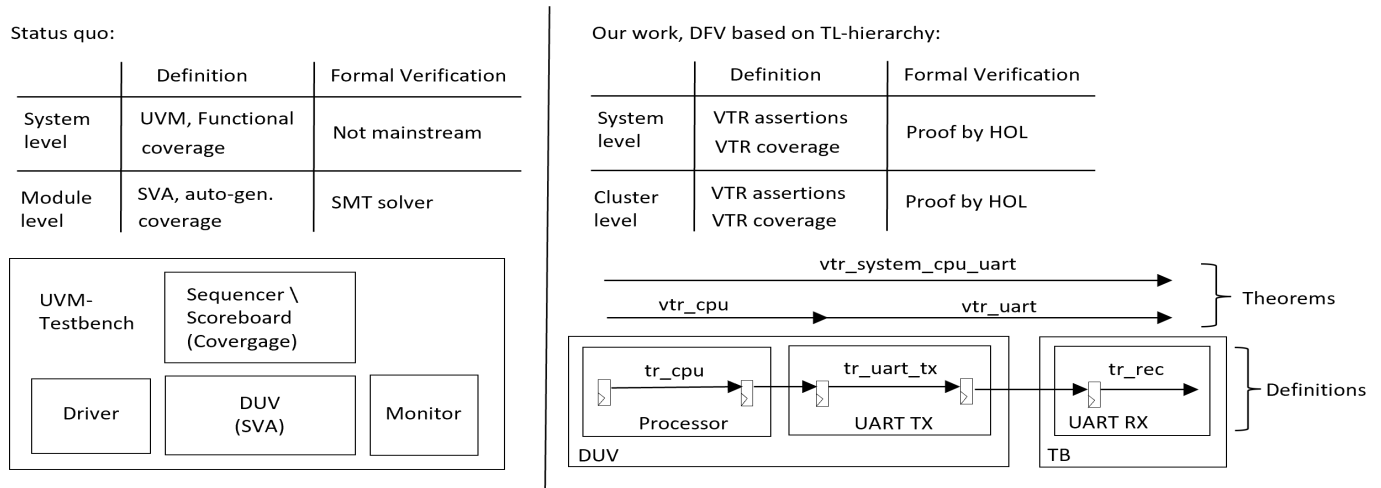 Status quo:
Definition
Formal Verification
System
level
UVM, Functional
coverage
Not mainstream
Module
level
SVA, auto-gen.
coverage
SMT solver
UVM-
Testbench
Sequencer \
Scoreboard
(Covergage)
Driver
DUV
(SVA)
Monitor
Our work, DFV based on TL-hierarchy:
Definition
Formal Verification
System
level
VTR assertions
VTR coverage
Proof by HOL
Cluster
level
VTR assertions
VTR coverage
Proof by HOL
vtr_system_cpu_uart
vtr_cpu
vtr_uart
Theorems
tr_cpu
tr_uart_tx
tr_rec
Definitions
Processor
UART TX
UART RX
DUV
TB